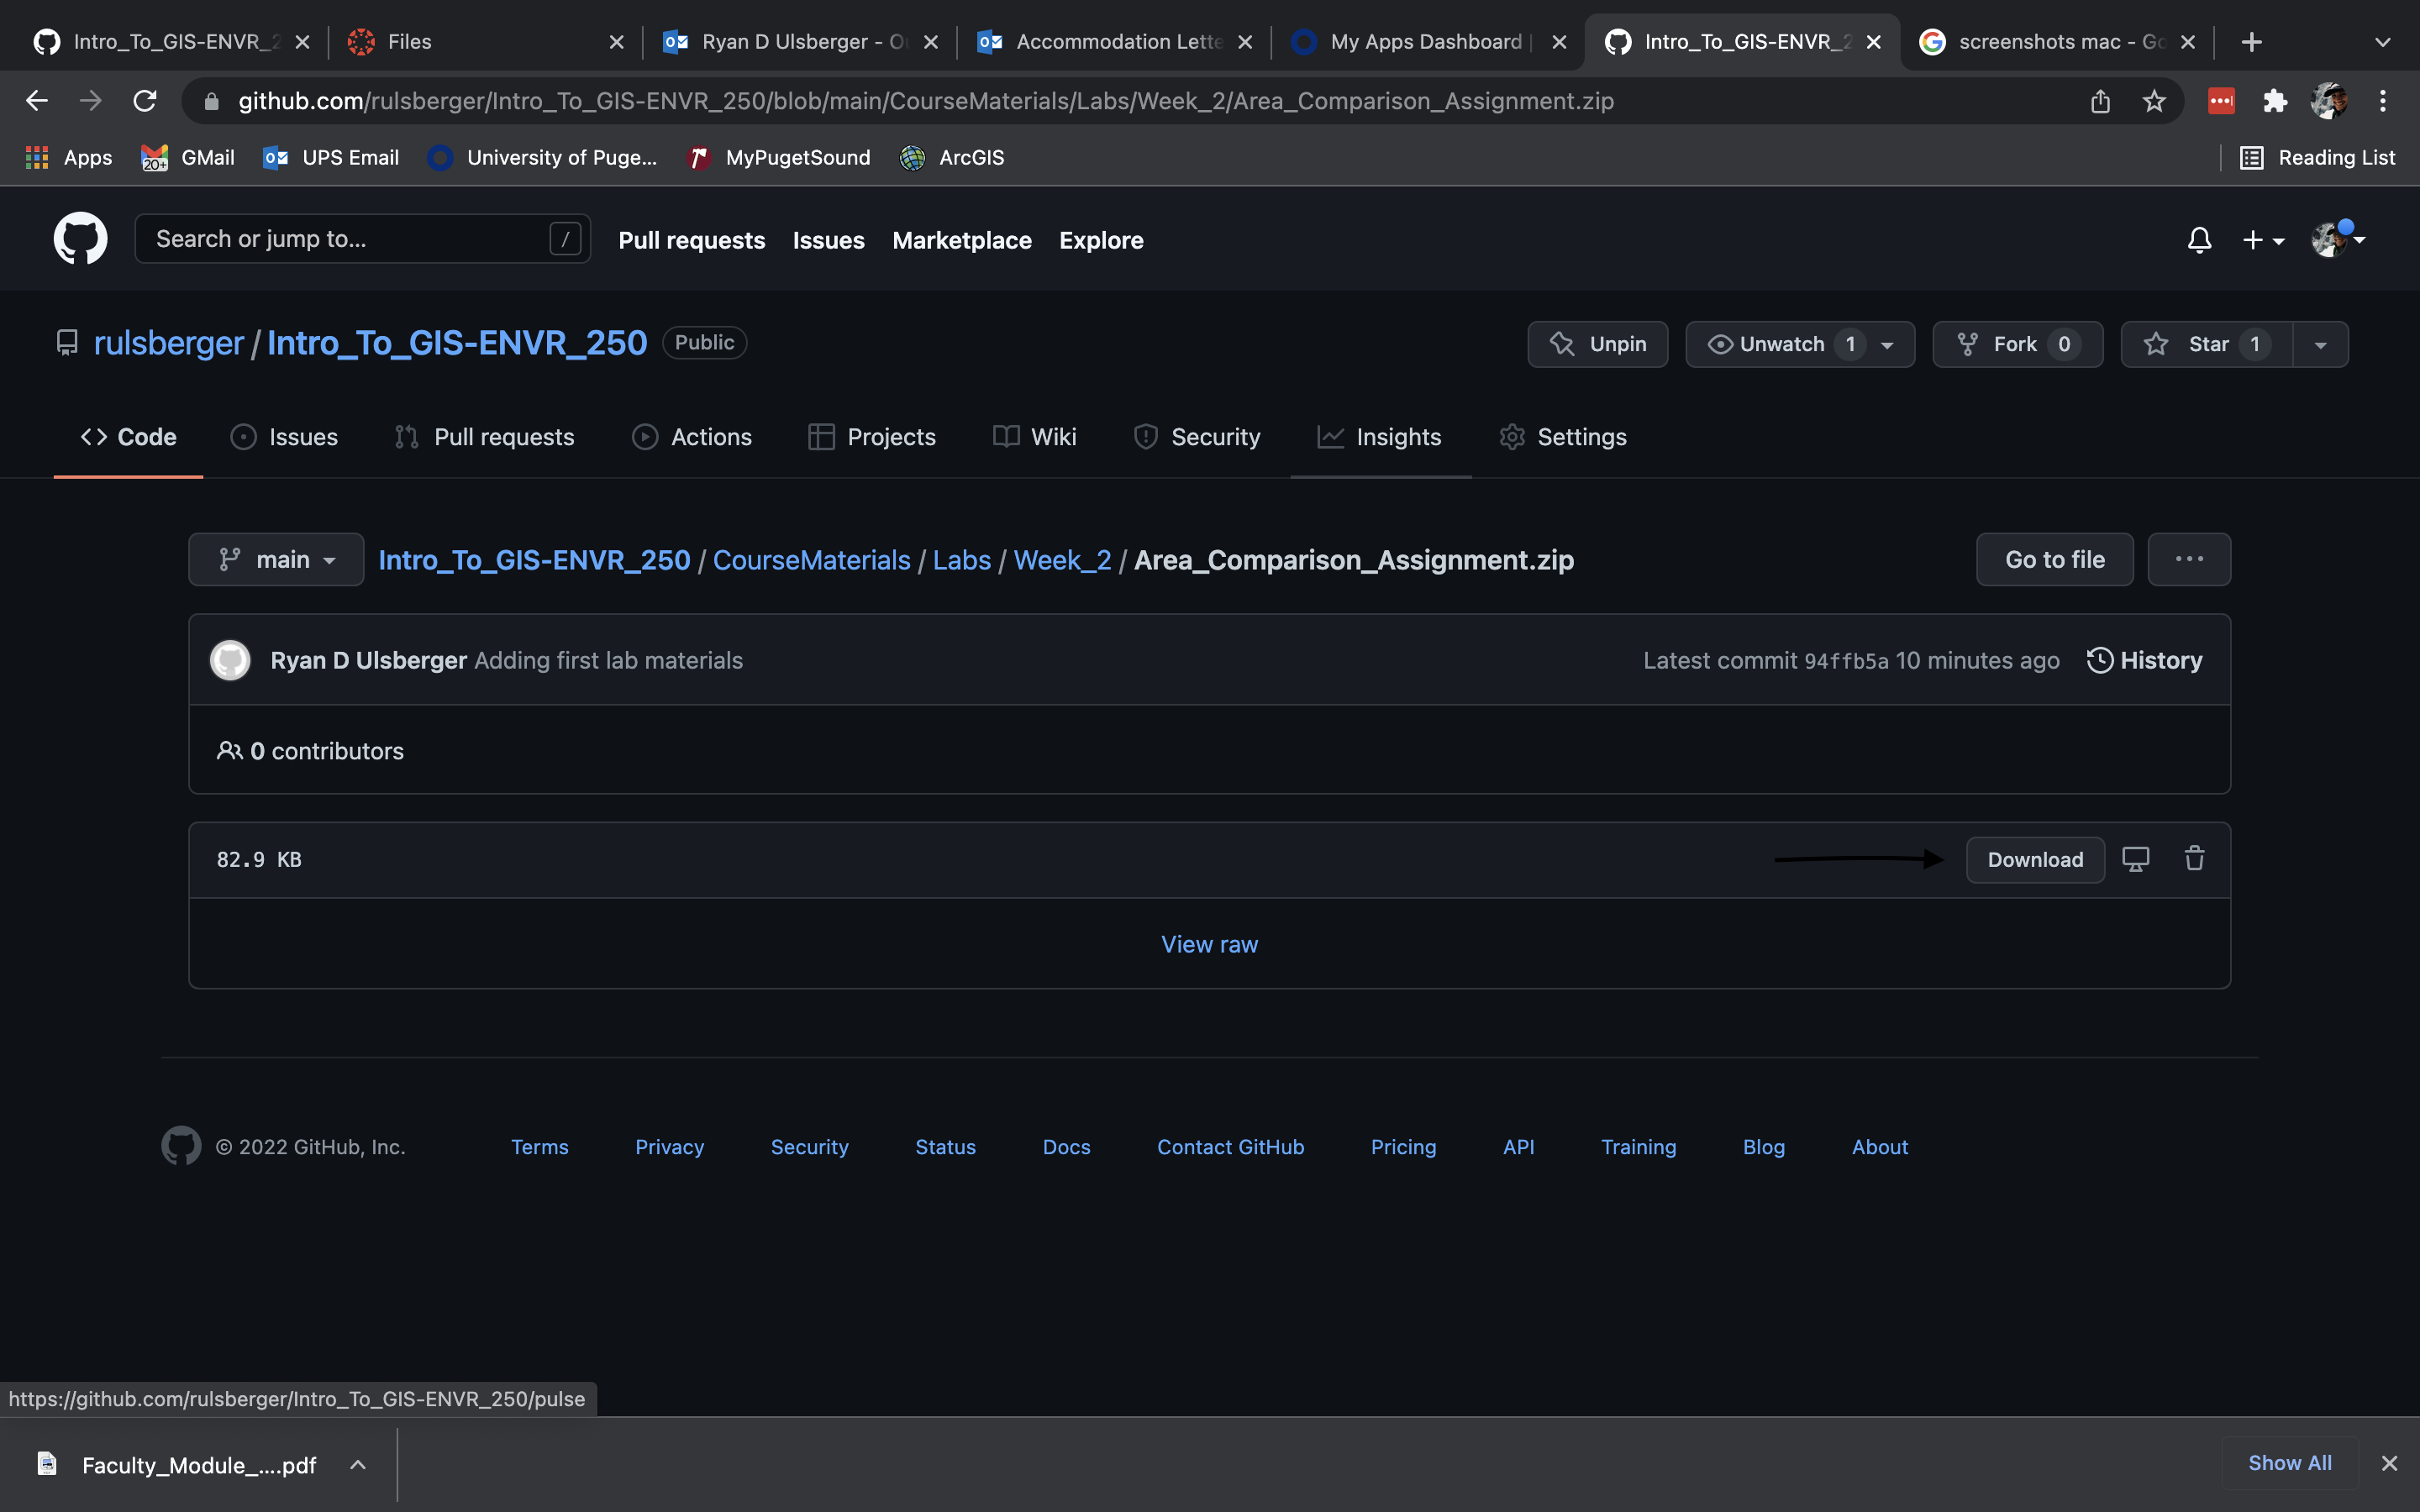 Intro_To_GIS-ENVR_2 Files Ryan D Ulsberger - Ou Accommodation Lette My Apps Dashboard | Intro_To_GIS-ENVR_2 screenshots mac - Go
github.com/rulsberger/Intro_To_GIS-ENVR_250/blob/main/CourseMaterials/Labs/Week_2/Area_Comparison_Assignment.zip
Apps 20+ GMail UPS Email University of Puge... MyPugetSound ArcGIS Reading List
Search or jump to... / Pull requests Issues Marketplace Explore
rulsberger / Intro_To_GIS-ENVR_250 Public Unpin Unwatch 1 Fork 0 Star 1
Code Issues Pull requests Actions Projects Wiki Security Insights Settings
main Intro_To_GIS-ENVR_250 / CourseMaterials / Labs / Week_2 / Area_Comparison_Assignment.zip Go to file ...
Ryan D Ulsberger Adding first lab materials Latest commit 94ffb5a 10 minutes ago History
0 contributors
82.9 KB Download
View raw
© 2022 GitHub, Inc. Terms Privacy Security Status Docs Contact GitHub Pricing API Training Blog About
https://github.com/rulsberger/Intro_To_GIS-ENVR_250/pulse
Faculty_Module_....pdf Show All